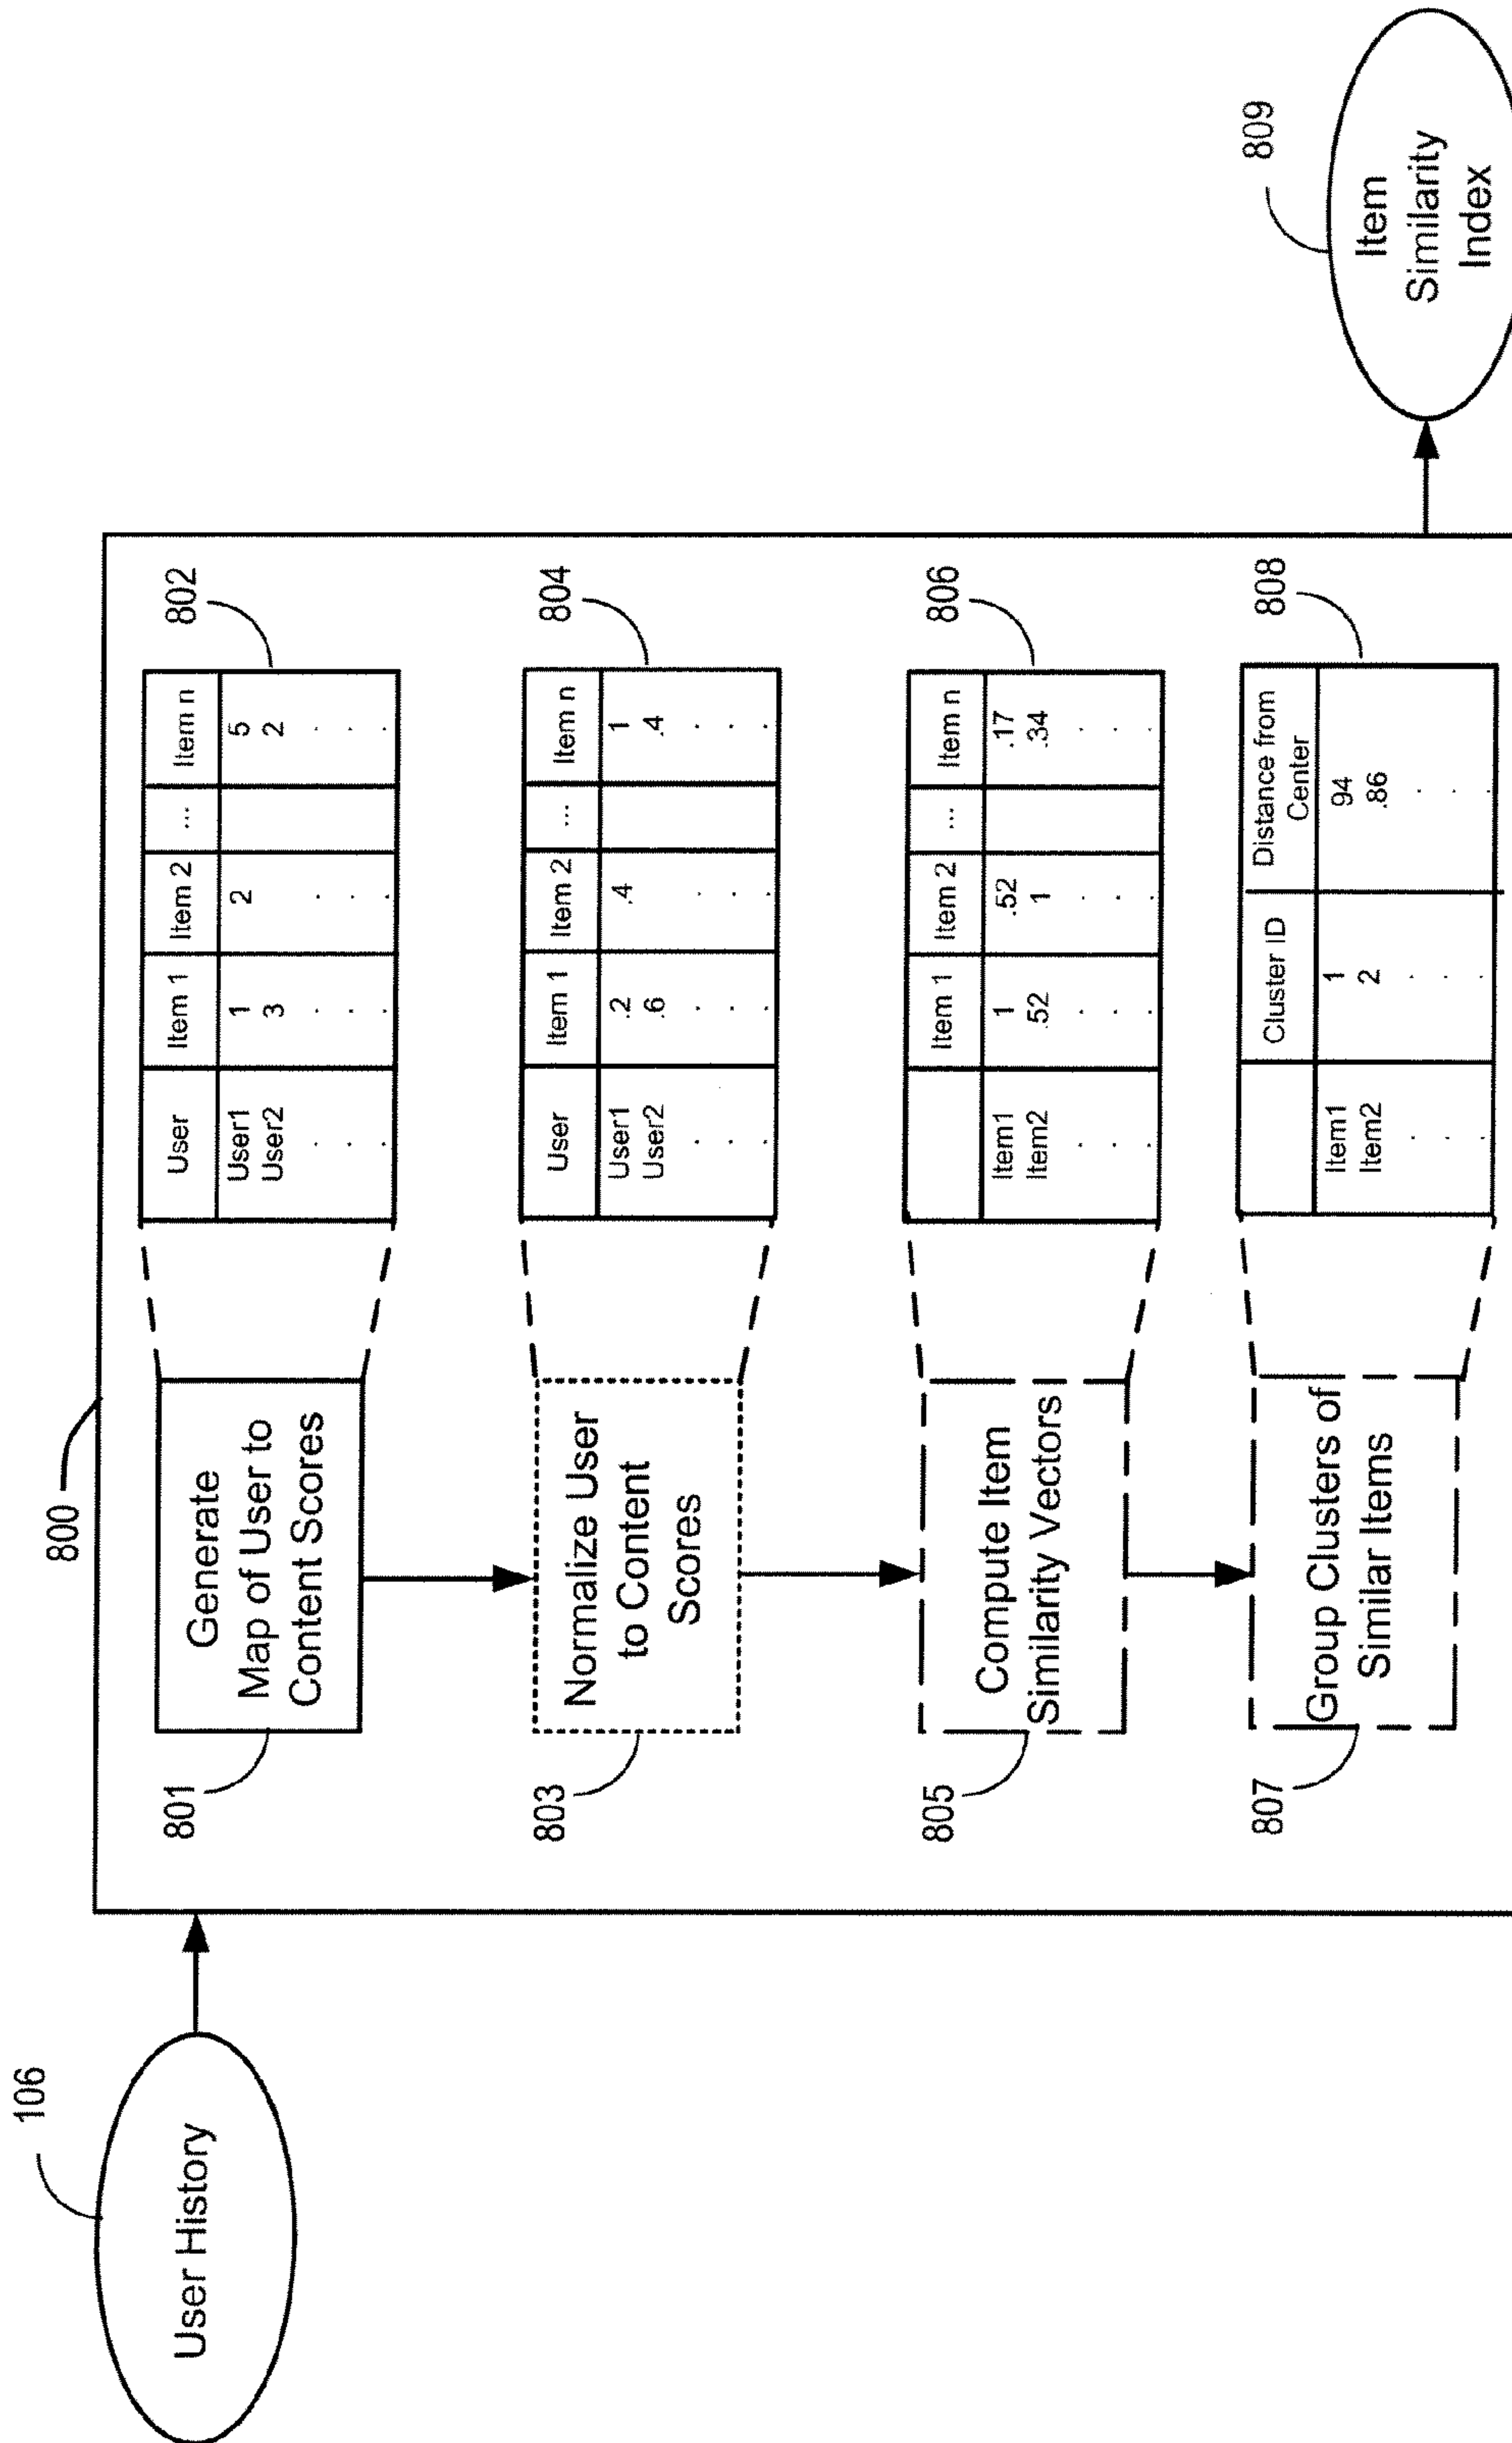 800
106
User History
801
Generate
Map of User to
Content Scores
802
User Item 1 Item 2 ... Item n
User1 1 2 5
User2 3 2
803
Normalize User
to Content
Scores
804
User Item 1 Item 2 ... Item n
User1 .2 .4 1
User2 .6 .4
805
Compute Item
Similarity Vectors
806
Item 1 Item 2 ... Item n
Item1 1 .52 .17
Item2 .52 1 .34
807
Group Clusters of
Similar Items
808
Cluster ID Distance from
Center
Item1 1 94
Item2 2 .86
809
Item
Similarity
Index